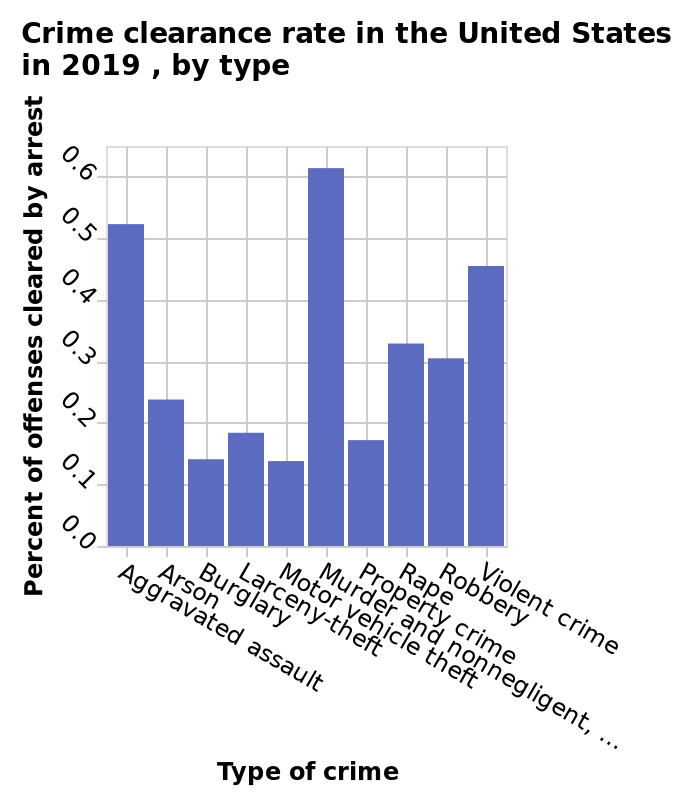 Crime clearance rate in the United States
in 2019 , by type
Percent of offenses cleared by arrest
0.6
0.5
0.4
0.3
0.2
0.1
0.0
Aggravated assault
Arson
Burglary
Larceny-theft
Motor vehicle theft
Murder and nonnegligent, ...
Property crime
Rape
Robbery
Violent crime
Type of crime